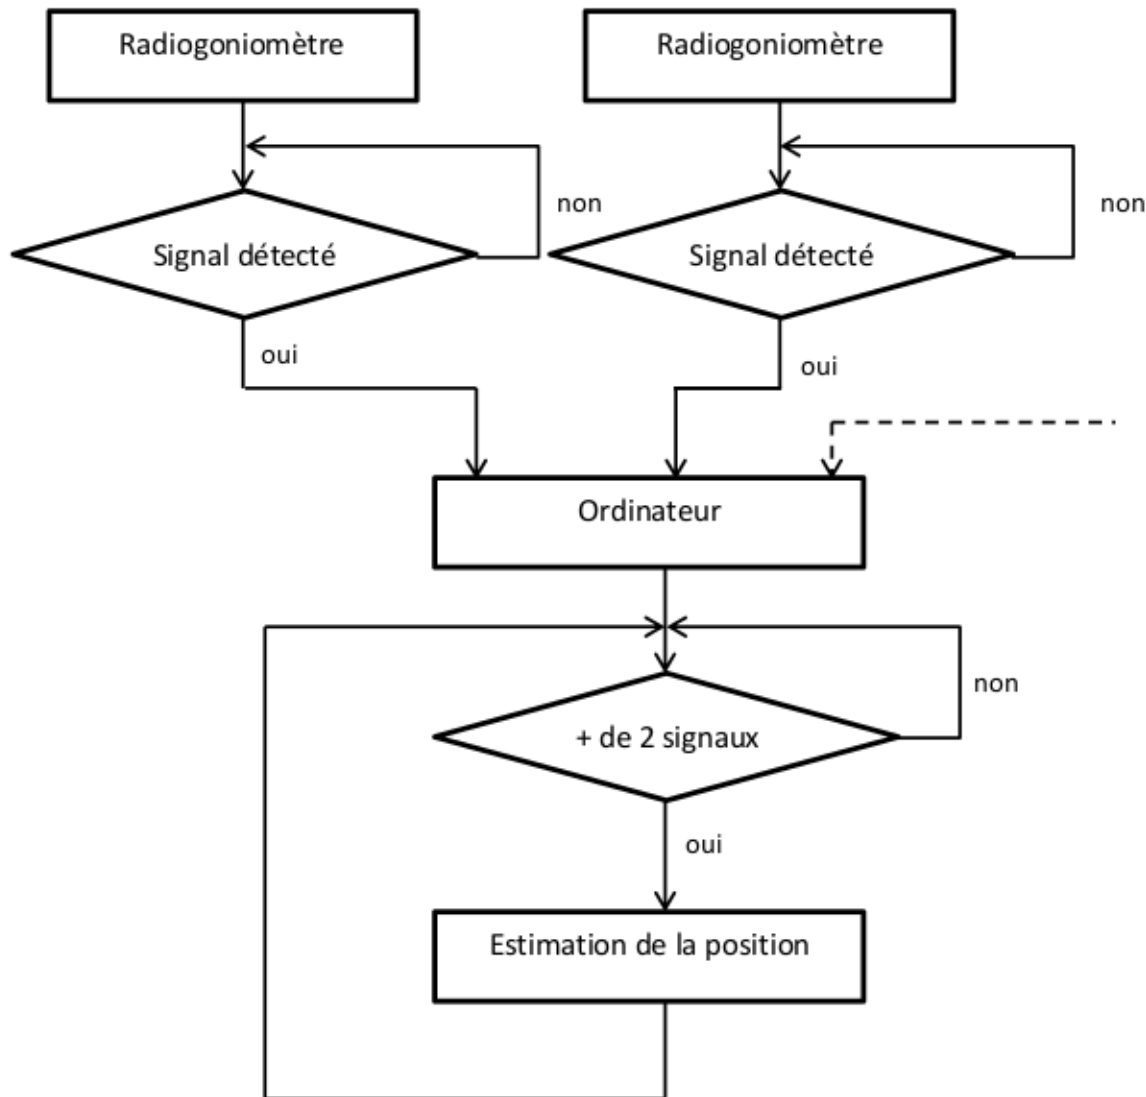 Radiogoniomètre
Radiogoniomètre
non
non
Signal détecté
Signal détecté
oui
oui
Ordinateur
non
+ de 2 signaux
oui
Estimation de la position